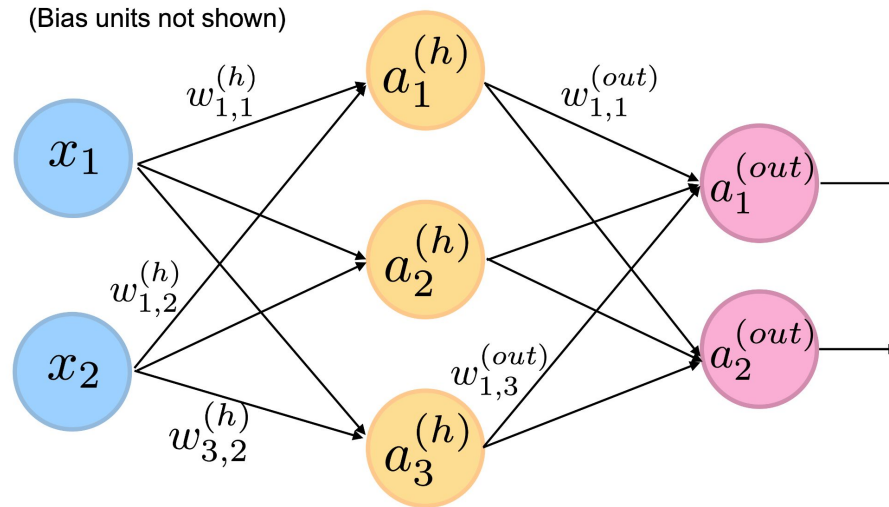 (Bias units not shown)
$w_{1,1}^{(h)}$
$a_1^{(h)}$
$w_{1,1}^{(out)}$
$x_1$
$a_1^{(out)}$
$w_{1,2}^{(h)}$
$a_2^{(h)}$
$x_2$
$w_{1,3}^{(out)}$
$a_2^{(out)}$
$w_{3,2}^{(h)}$
$a_3^{(h)}$